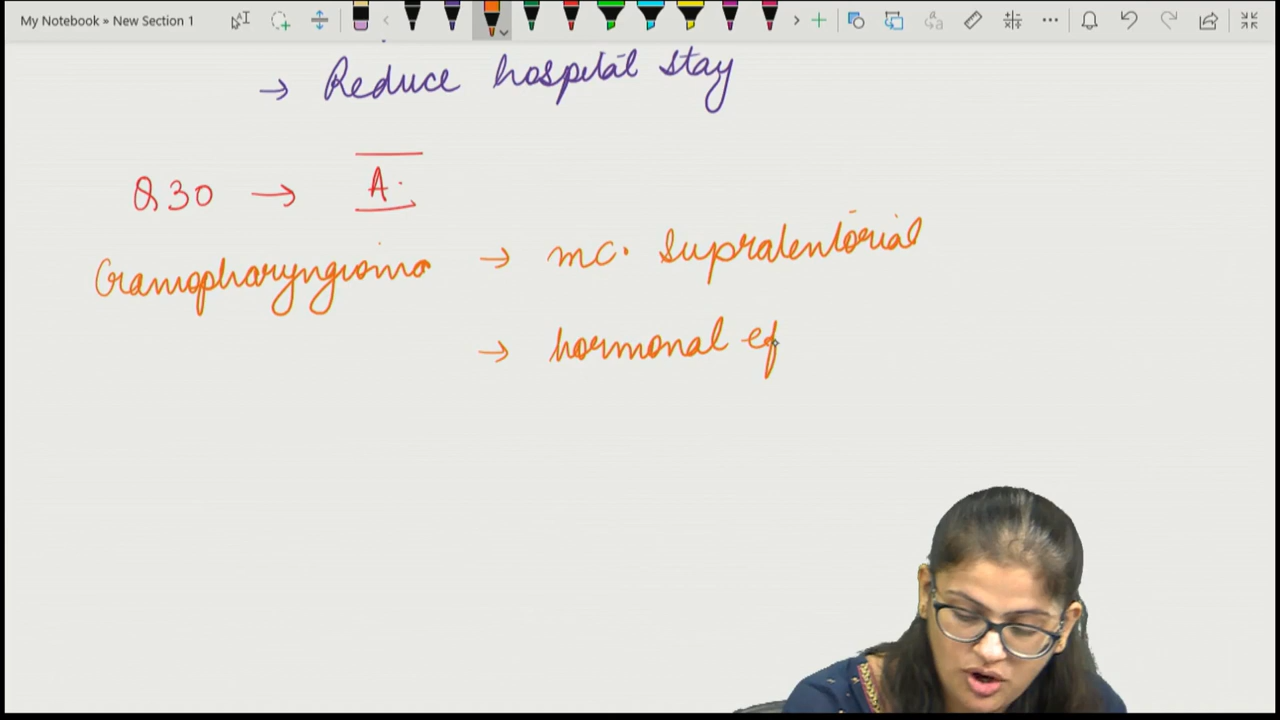 My Notebook » New Section 1
→ Reduce hospital stay
Q30 → A.
Craniopharyngioma → mc. Supratentorial
→ hormonal ef